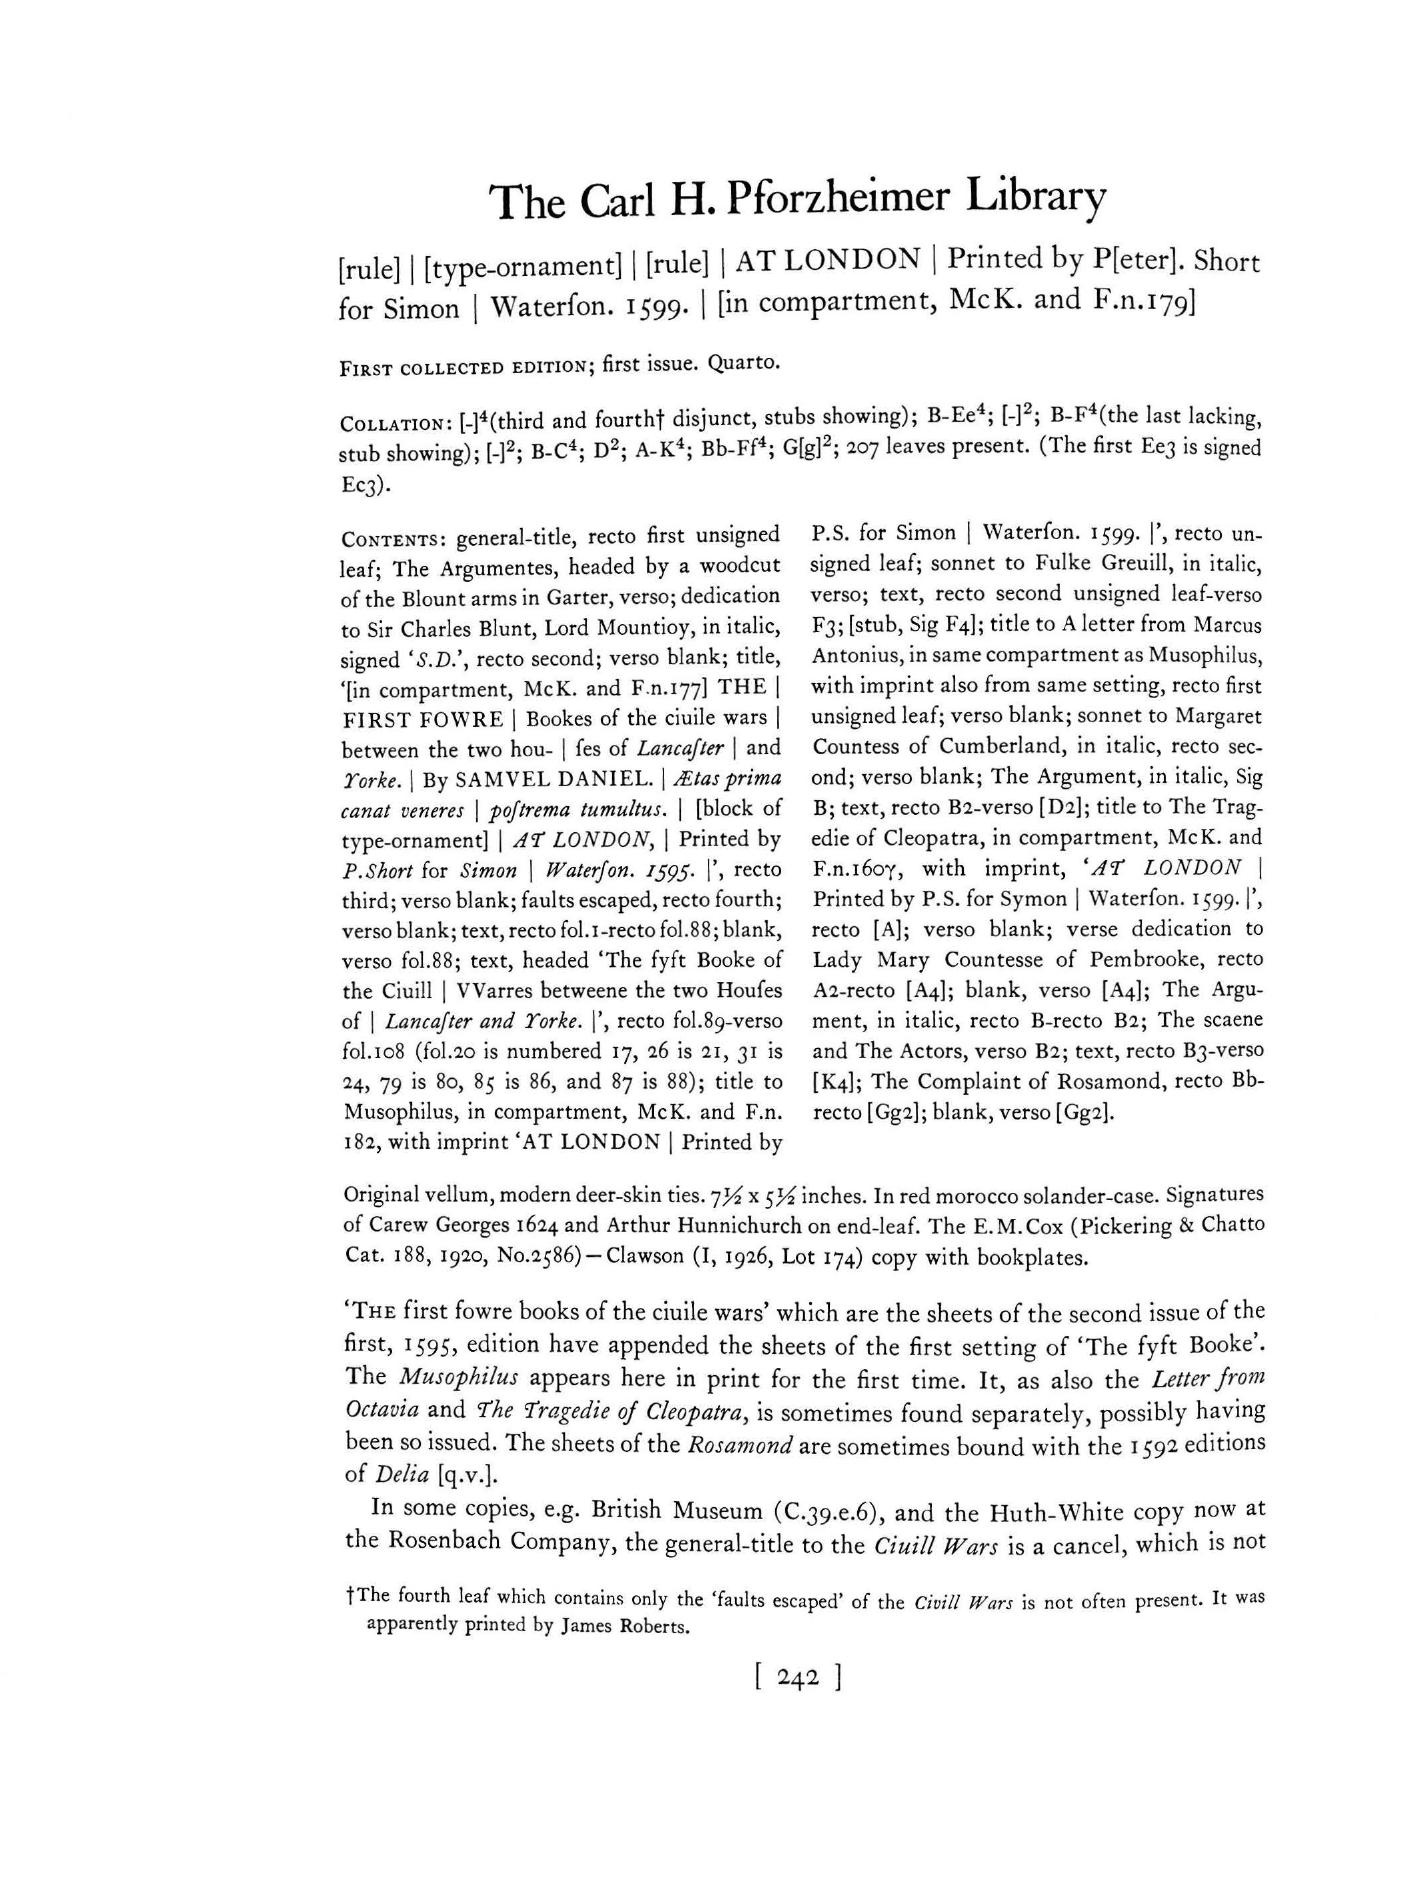 The Carl H. Pforzheimer Library
[rule] | [type-ornament] | [rule] | AT LONDON | Printed by P[eter]. Short
for Simon | Waterſon. 1599. | [in compartment, McK. and F.n.179]
First collected edition; first issue. Quarto.
Collation: [-]⁴(third and fourth† disjunct, stubs showing); B-Ee⁴; [-]²; B-F⁴(the last lacking,
stub showing); [-]²; B-C⁴; D²; A-K⁴; Bb-Ff⁴; G[g]²; 207 leaves present. (The first Ee3 is signed
Ec3).
Contents: general-title, recto first unsigned
leaf; The Argumentes, headed by a woodcut
of the Blount arms in Garter, verso; dedication
to Sir Charles Blunt, Lord Mountioy, in italic,
signed ‘S.D.’, recto second; verso blank; title,
‘[in compartment, McK. and F.n.177] THE |
FIRST FOWRE | Bookes of the ciuile wars |
between the two hou- | ſes of Lancaſter | and
Yorke. | By SAMVEL DANIEL. | Ætas prima
canat veneres | poſtrema tumultus. | [block of
type-ornament] | AT LONDON, | Printed by
P.Short for Simon | Waterſon. 1595. |’, recto
third; verso blank; faults escaped, recto fourth;
verso blank; text, recto fol.1-recto fol.88; blank,
verso fol.88; text, headed ‘The fyft Booke of
the Ciuill | VVarres betweene the two Houſes
of | Lancaſter and Yorke. |’, recto fol.89-verso
fol.108 (fol.20 is numbered 17, 26 is 21, 31 is
24, 79 is 80, 85 is 86, and 87 is 88); title to
Musophilus, in compartment, McK. and F.n.
182, with imprint ‘AT LONDON | Printed by
P.S. for Simon | Waterſon. 1599. |’, recto un-
signed leaf; sonnet to Fulke Greuill, in italic,
verso; text, recto second unsigned leaf-verso
F3; [stub, Sig F4]; title to A letter from Marcus
Antonius, in same compartment as Musophilus,
with imprint also from same setting, recto first
unsigned leaf; verso blank; sonnet to Margaret
Countess of Cumberland, in italic, recto sec-
ond; verso blank; The Argument, in italic, Sig
B; text, recto B2-verso [D2]; title to The Trag-
edie of Cleopatra, in compartment, McK. and
F.n.160γ, with imprint, ‘AT LONDON |
Printed by P.S. for Symon | Waterſon. 1599. |’,
recto [A]; verso blank; verse dedication to
Lady Mary Countesse of Pembrooke, recto
A2-recto [A4]; blank, verso [A4]; The Argu-
ment, in italic, recto B-recto B2; The scaene
and The Actors, verso B2; text, recto B3-verso
[K4]; The Complaint of Rosamond, recto Bb-
recto [Gg2]; blank, verso [Gg2].
Original vellum, modern deer-skin ties. 7½ x 5½ inches. In red morocco solander-case. Signatures
of Carew Georges 1624 and Arthur Hunnichurch on end-leaf. The E.M.Cox (Pickering & Chatto
Cat. 188, 1920, No.2586)—Clawson (I, 1926, Lot 174) copy with bookplates.
‘The first fowre books of the ciuile wars’ which are the sheets of the second issue of the
first, 1595, edition have appended the sheets of the first setting of ‘The fyft Booke’.
The Musophilus appears here in print for the first time. It, as also the Letter from
Octavia and The Tragedie of Cleopatra, is sometimes found separately, possibly having
been so issued. The sheets of the Rosamond are sometimes bound with the 1592 editions
of Delia [q.v.].
In some copies, e.g. British Museum (C.39.e.6), and the Huth-White copy now at
the Rosenbach Company, the general-title to the Ciuill Wars is a cancel, which is not
†The fourth leaf which contains only the ‘faults escaped’ of the Civill Wars is not often present. It was
apparently printed by James Roberts.
[ 242 ]